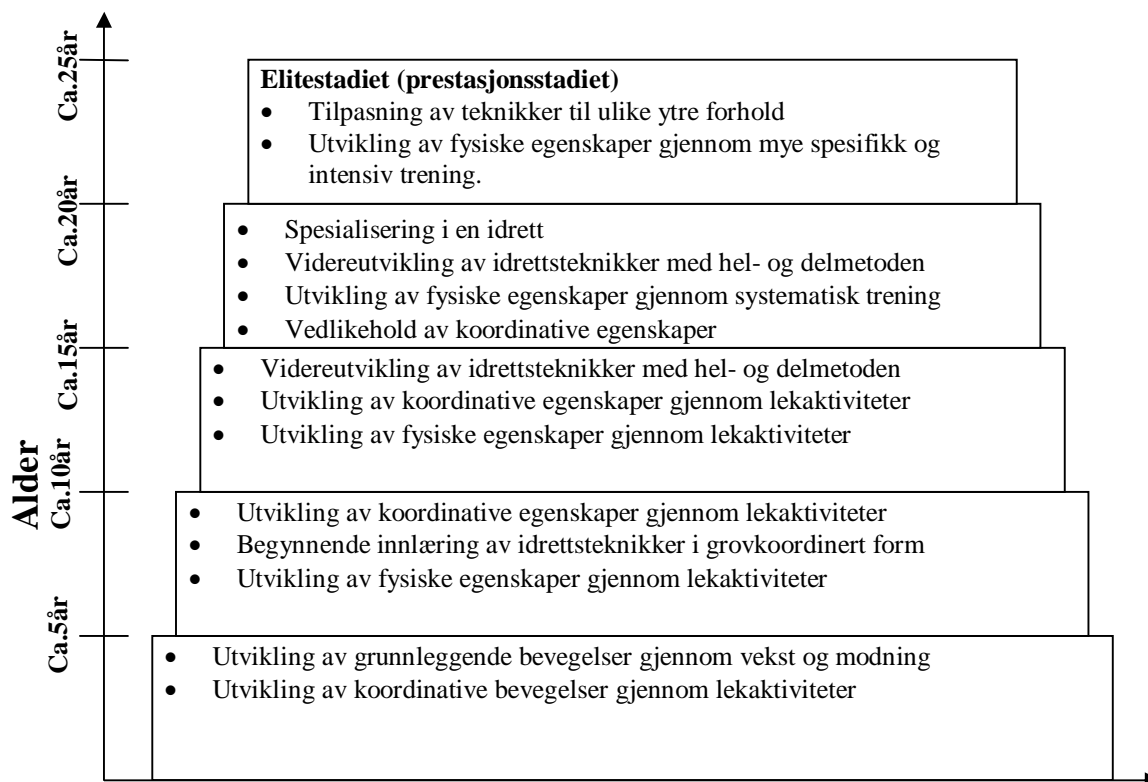 Alder
Ca.25år
Ca.20år
Ca.15år
Ca.10år
Ca.5år
Elitestadiet (prestasjonsstadiet)
• Tilpasning av teknikker til ulike ytre forhold
• Utvikling av fysiske egenskaper gjennom mye spesifikk og
intensiv trening.
• Spesialisering i en idrett
• Videreutvikling av idrettsteknikker med hel- og delmetoden
• Utvikling av fysiske egenskaper gjennom systematisk trening
• Vedlikehold av koordinative egenskaper
• Videreutvikling av idrettsteknikker med hel- og delmetoden
• Utvikling av koordinative egenskaper gjennom lekaktiviteter
• Utvikling av fysiske egenskaper gjennom lekaktiviteter
• Utvikling av koordinative egenskaper gjennom lekaktiviteter
• Begynnende innlæring av idrettsteknikker i grovkoordinert form
• Utvikling av fysiske egenskaper gjennom lekaktiviteter
• Utvikling av grunnleggende bevegelser gjennom vekst og modning
• Utvikling av koordinative bevegelser gjennom lekaktiviteter